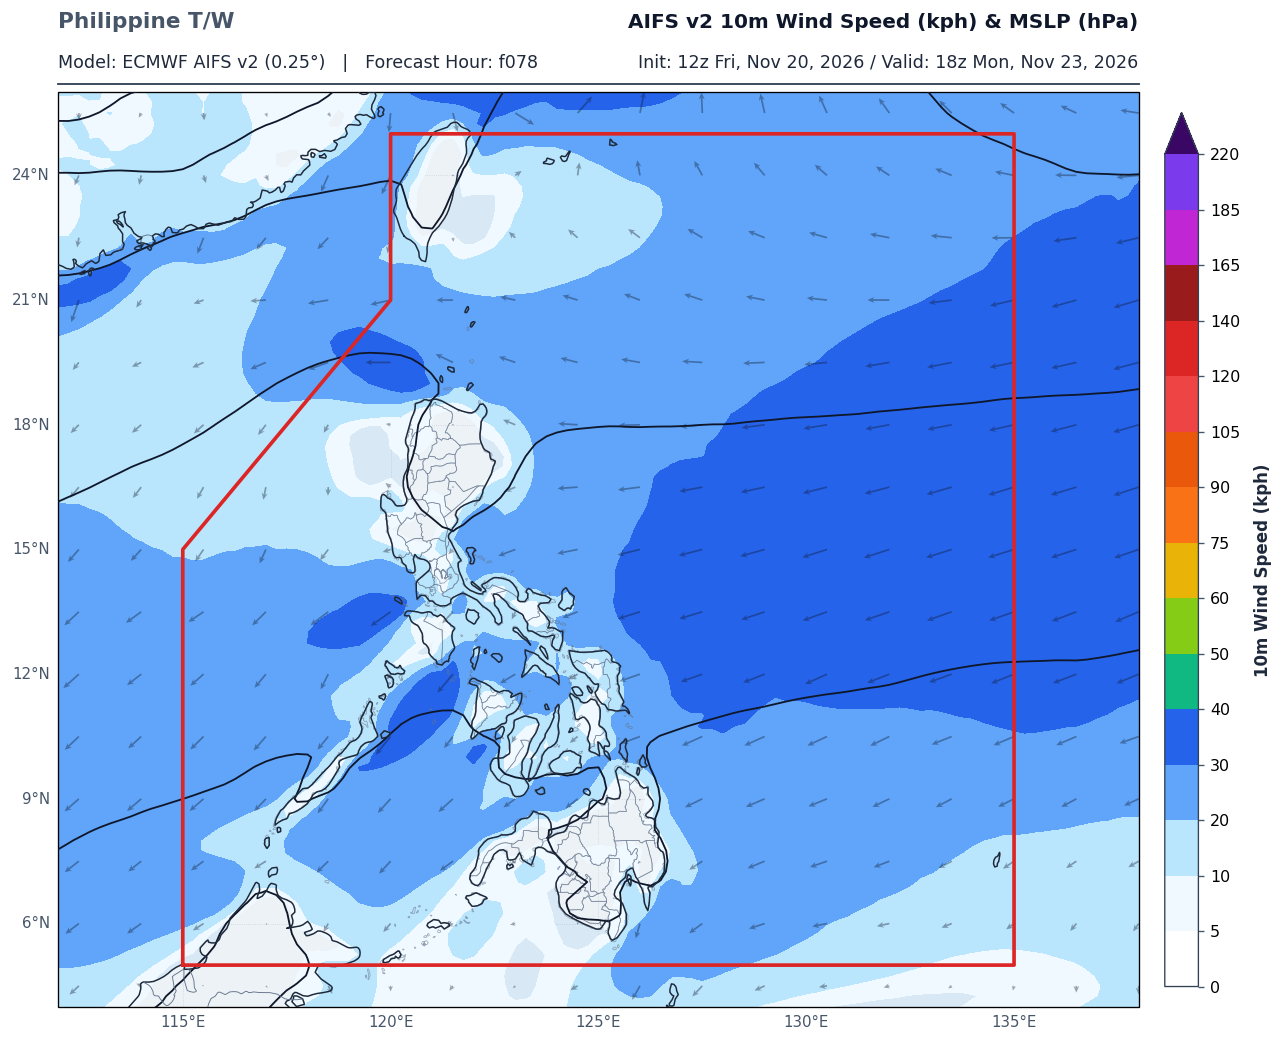 Philippine T/W
AIFS v2 10m Wind Speed (kph) & MSLP (hPa)
Model: ECMWF AIFS v2 (0.25°) | Forecast Hour: f078
Init: 12z Fri, Nov 20, 2026 / Valid: 18z Mon, Nov 23, 2026
24°N
21°N
18°N
15°N
12°N
9°N
6°N
115°E
120°E
125°E
130°E
135°E
220
185
165
140
120
105
90
75
60
50
40
30
20
10
5
0
10m Wind Speed (kph)